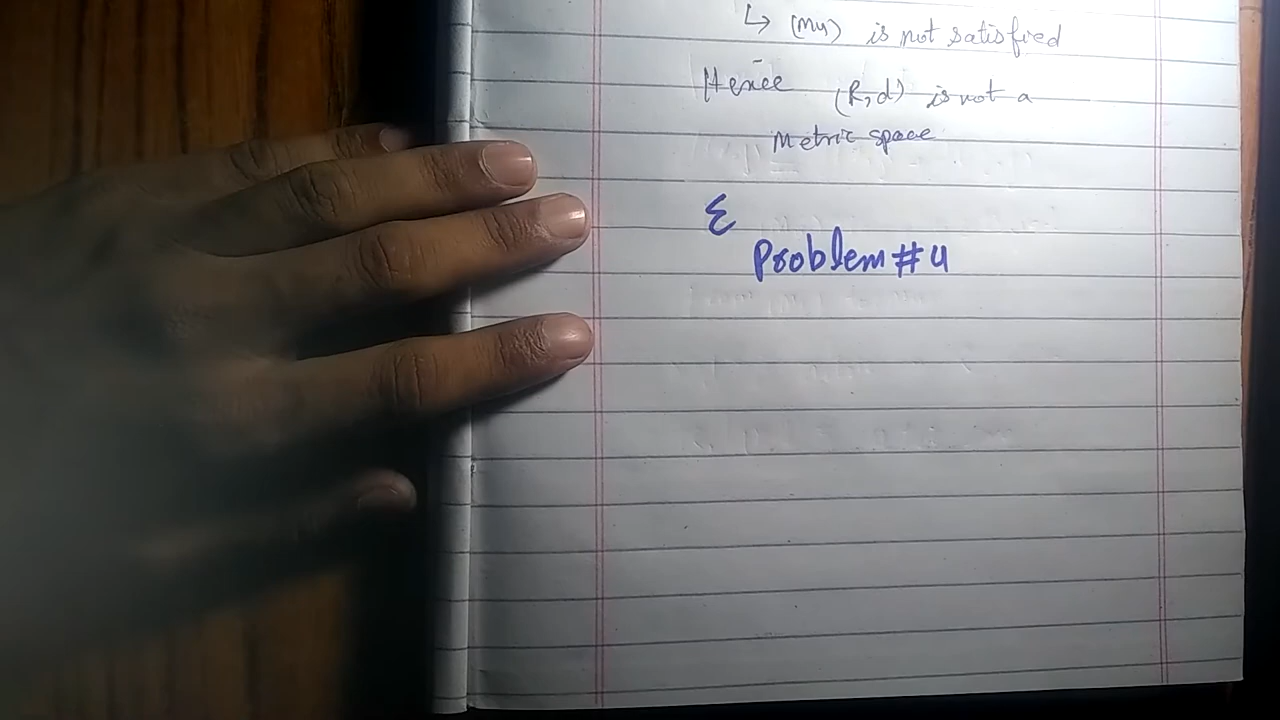 ↳ (M4) is not satisfied
Hence (R, d) is not a
Metric space
Ɛ
Problem #4